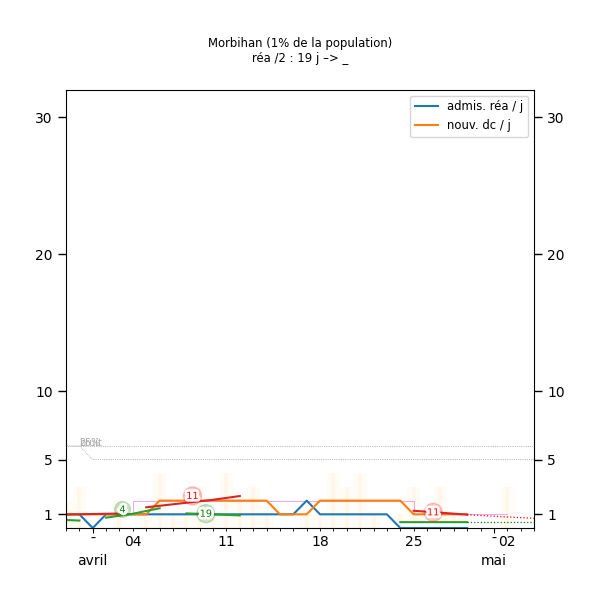 Morbihan (1% de la population)
réa /2 : 19 j –> _
admis. réa / j
nouv. dc / j
30 30
20 20
10 10
5 5
11
4 19 11
1 1
- 04 11 18 25 - 02
avril mai